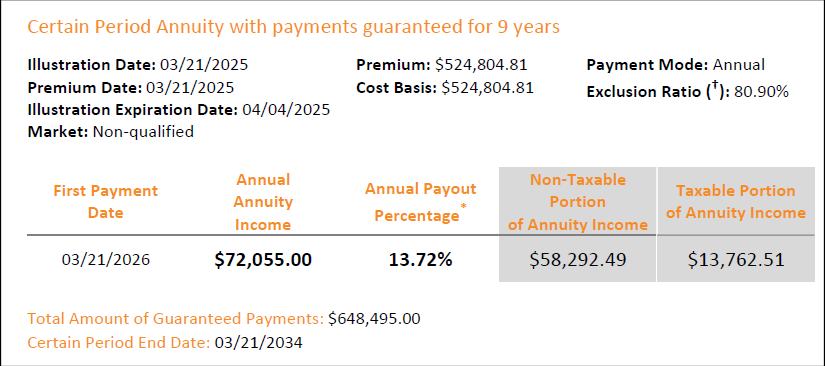 Certain Period Annuity with payments guaranteed for 9 years
Illustration Date: 03/21/2025
Premium Date: 03/21/2025
Illustration Expiration Date: 04/04/2025
Market: Non-qualified
Premium: $524,804.81
Cost Basis: $524,804.81
Payment Mode: Annual
Exclusion Ratio (†): 80.90%
First Payment
Date
Annual
Annuity
Income
Annual Payout
Percentage*
Non-Taxable
Portion
of Annuity Income
Taxable Portion
of Annuity Income
03/21/2026
$72,055.00
13.72%
$58,292.49
$13,762.51
Total Amount of Guaranteed Payments: $648,495.00
Certain Period End Date: 03/21/2034